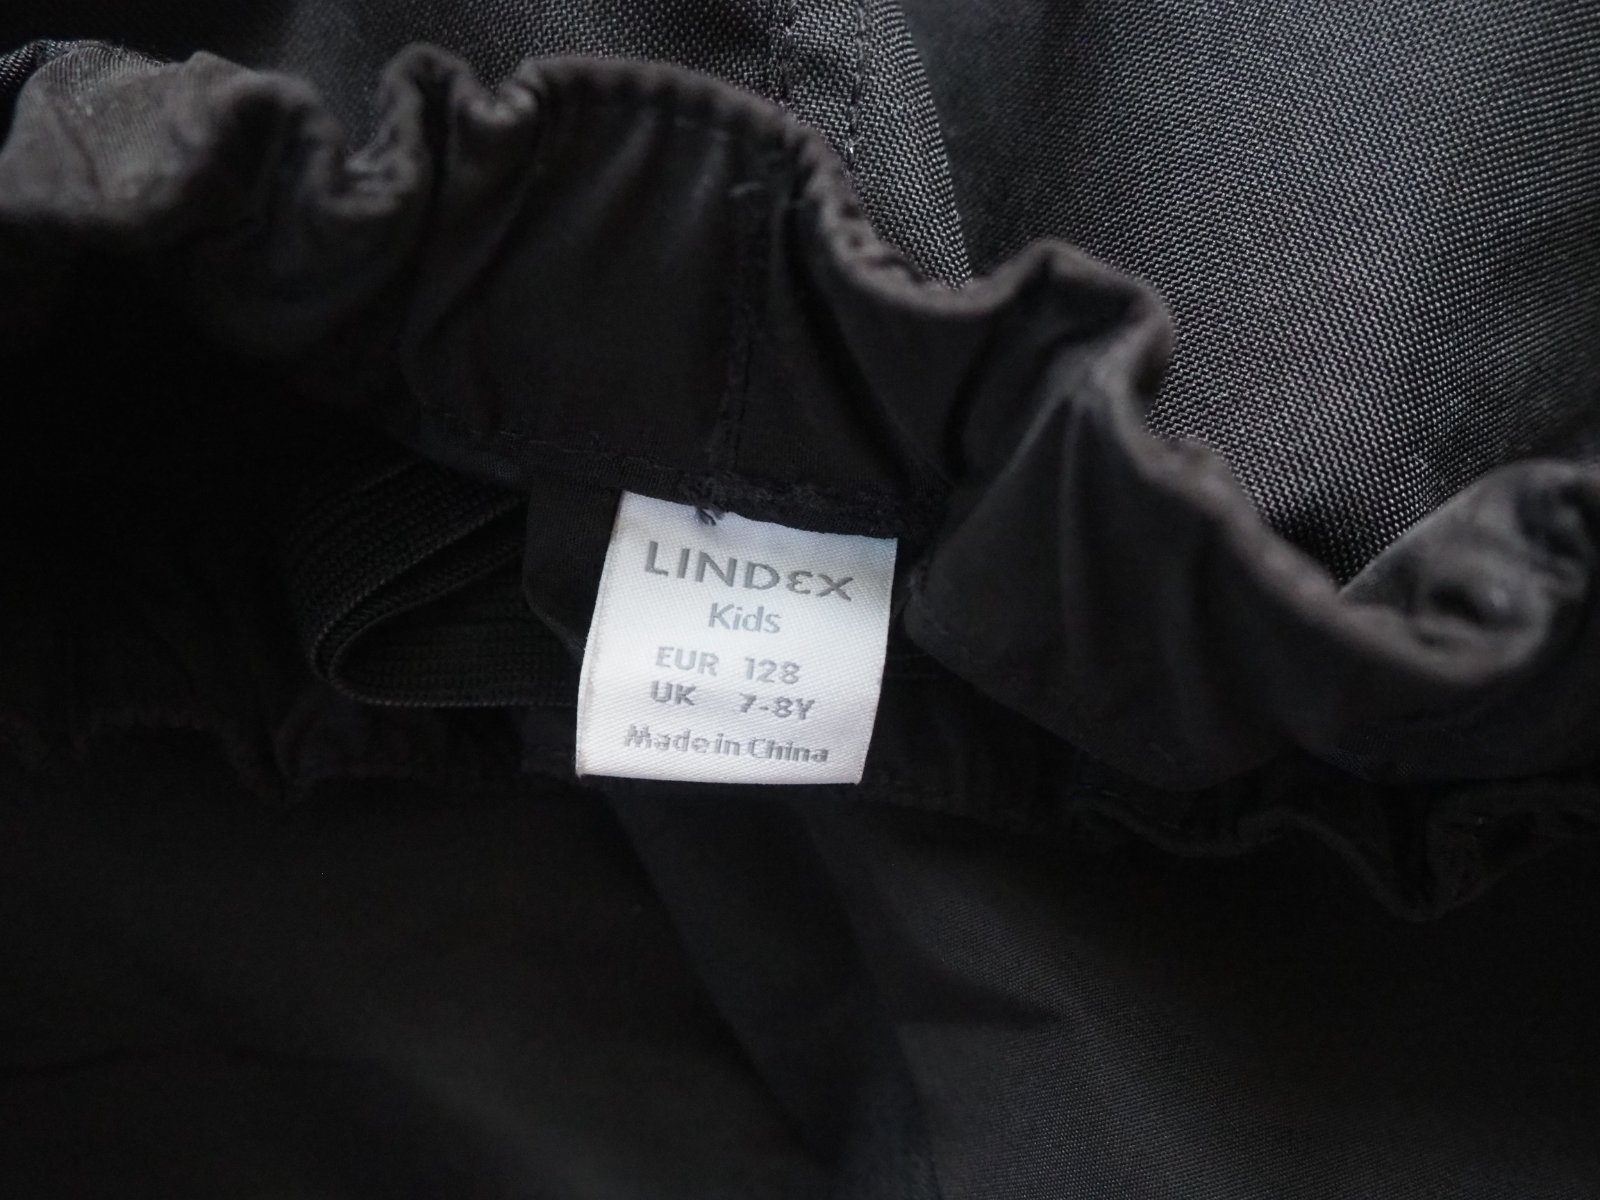 LINDEX
Kids
EUR 128
UK 7-8Y
Made in China